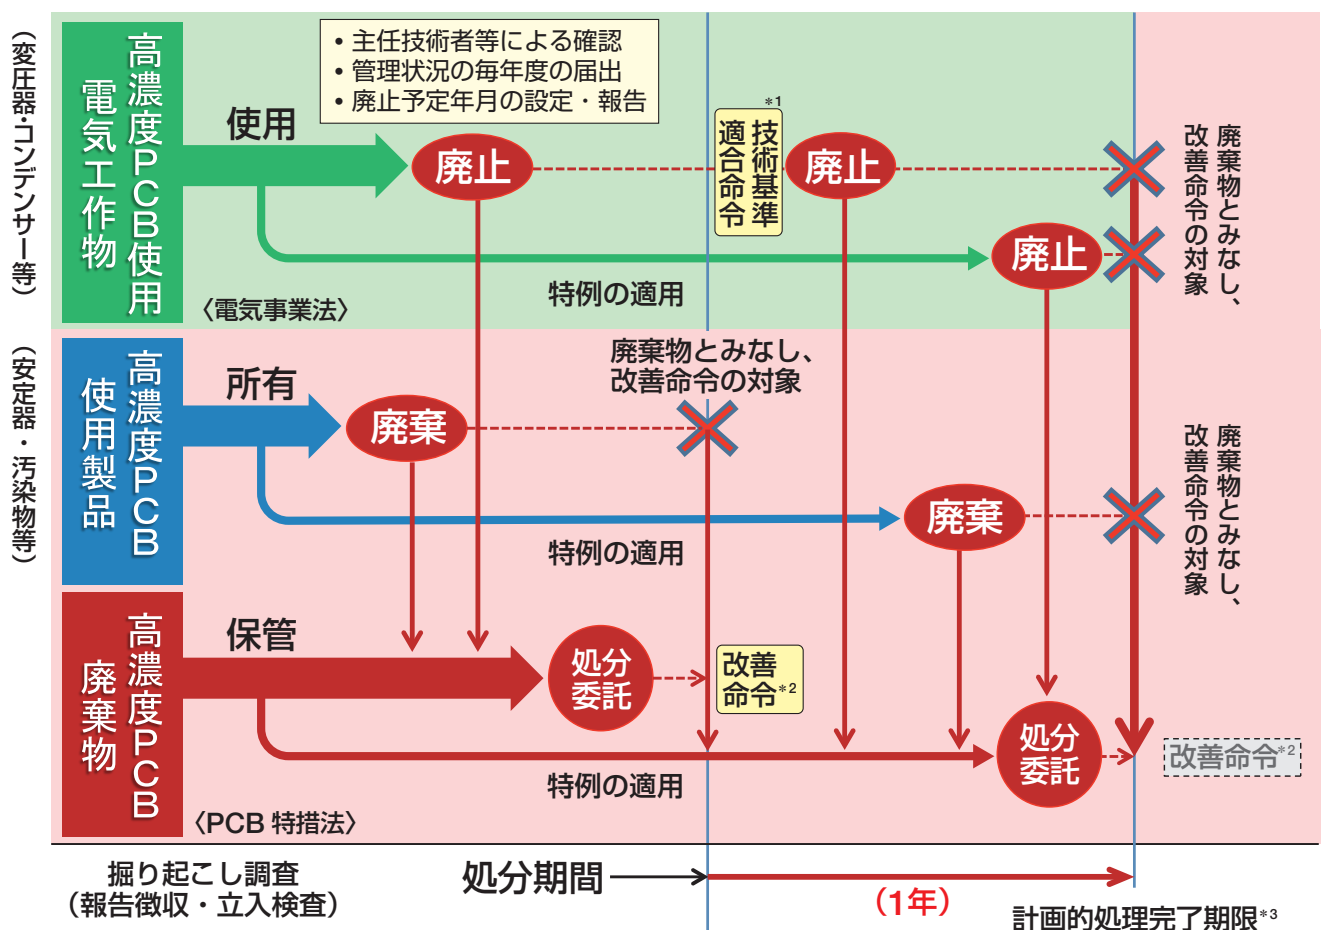 （変圧器・コンデンサー等）
高濃度PCB使用
電気工作物
使用
• 主任技術者等による確認
• 管理状況の毎年度の届出
• 廃止予定年月の設定・報告
廃止
*1
技術基準
適合命令
廃止
廃止
特例の適用
〈電気事業法〉
廃棄物とみなし、
改善命令の対象
（安定器・汚染物等）
高濃度PCB
使用製品
所有
廃棄
廃棄物とみなし、
改善命令の対象
廃棄
特例の適用
廃棄物とみなし、
改善命令の対象
高濃度PCB
廃棄物
保管
処分
委託
改善
命令*2
処分
委託
改善命令*2
特例の適用
〈PCB 特措法〉
掘り起こし調査
（報告徴収・立入検査）
処分期間
（1年）
計画的処理完了期限*3